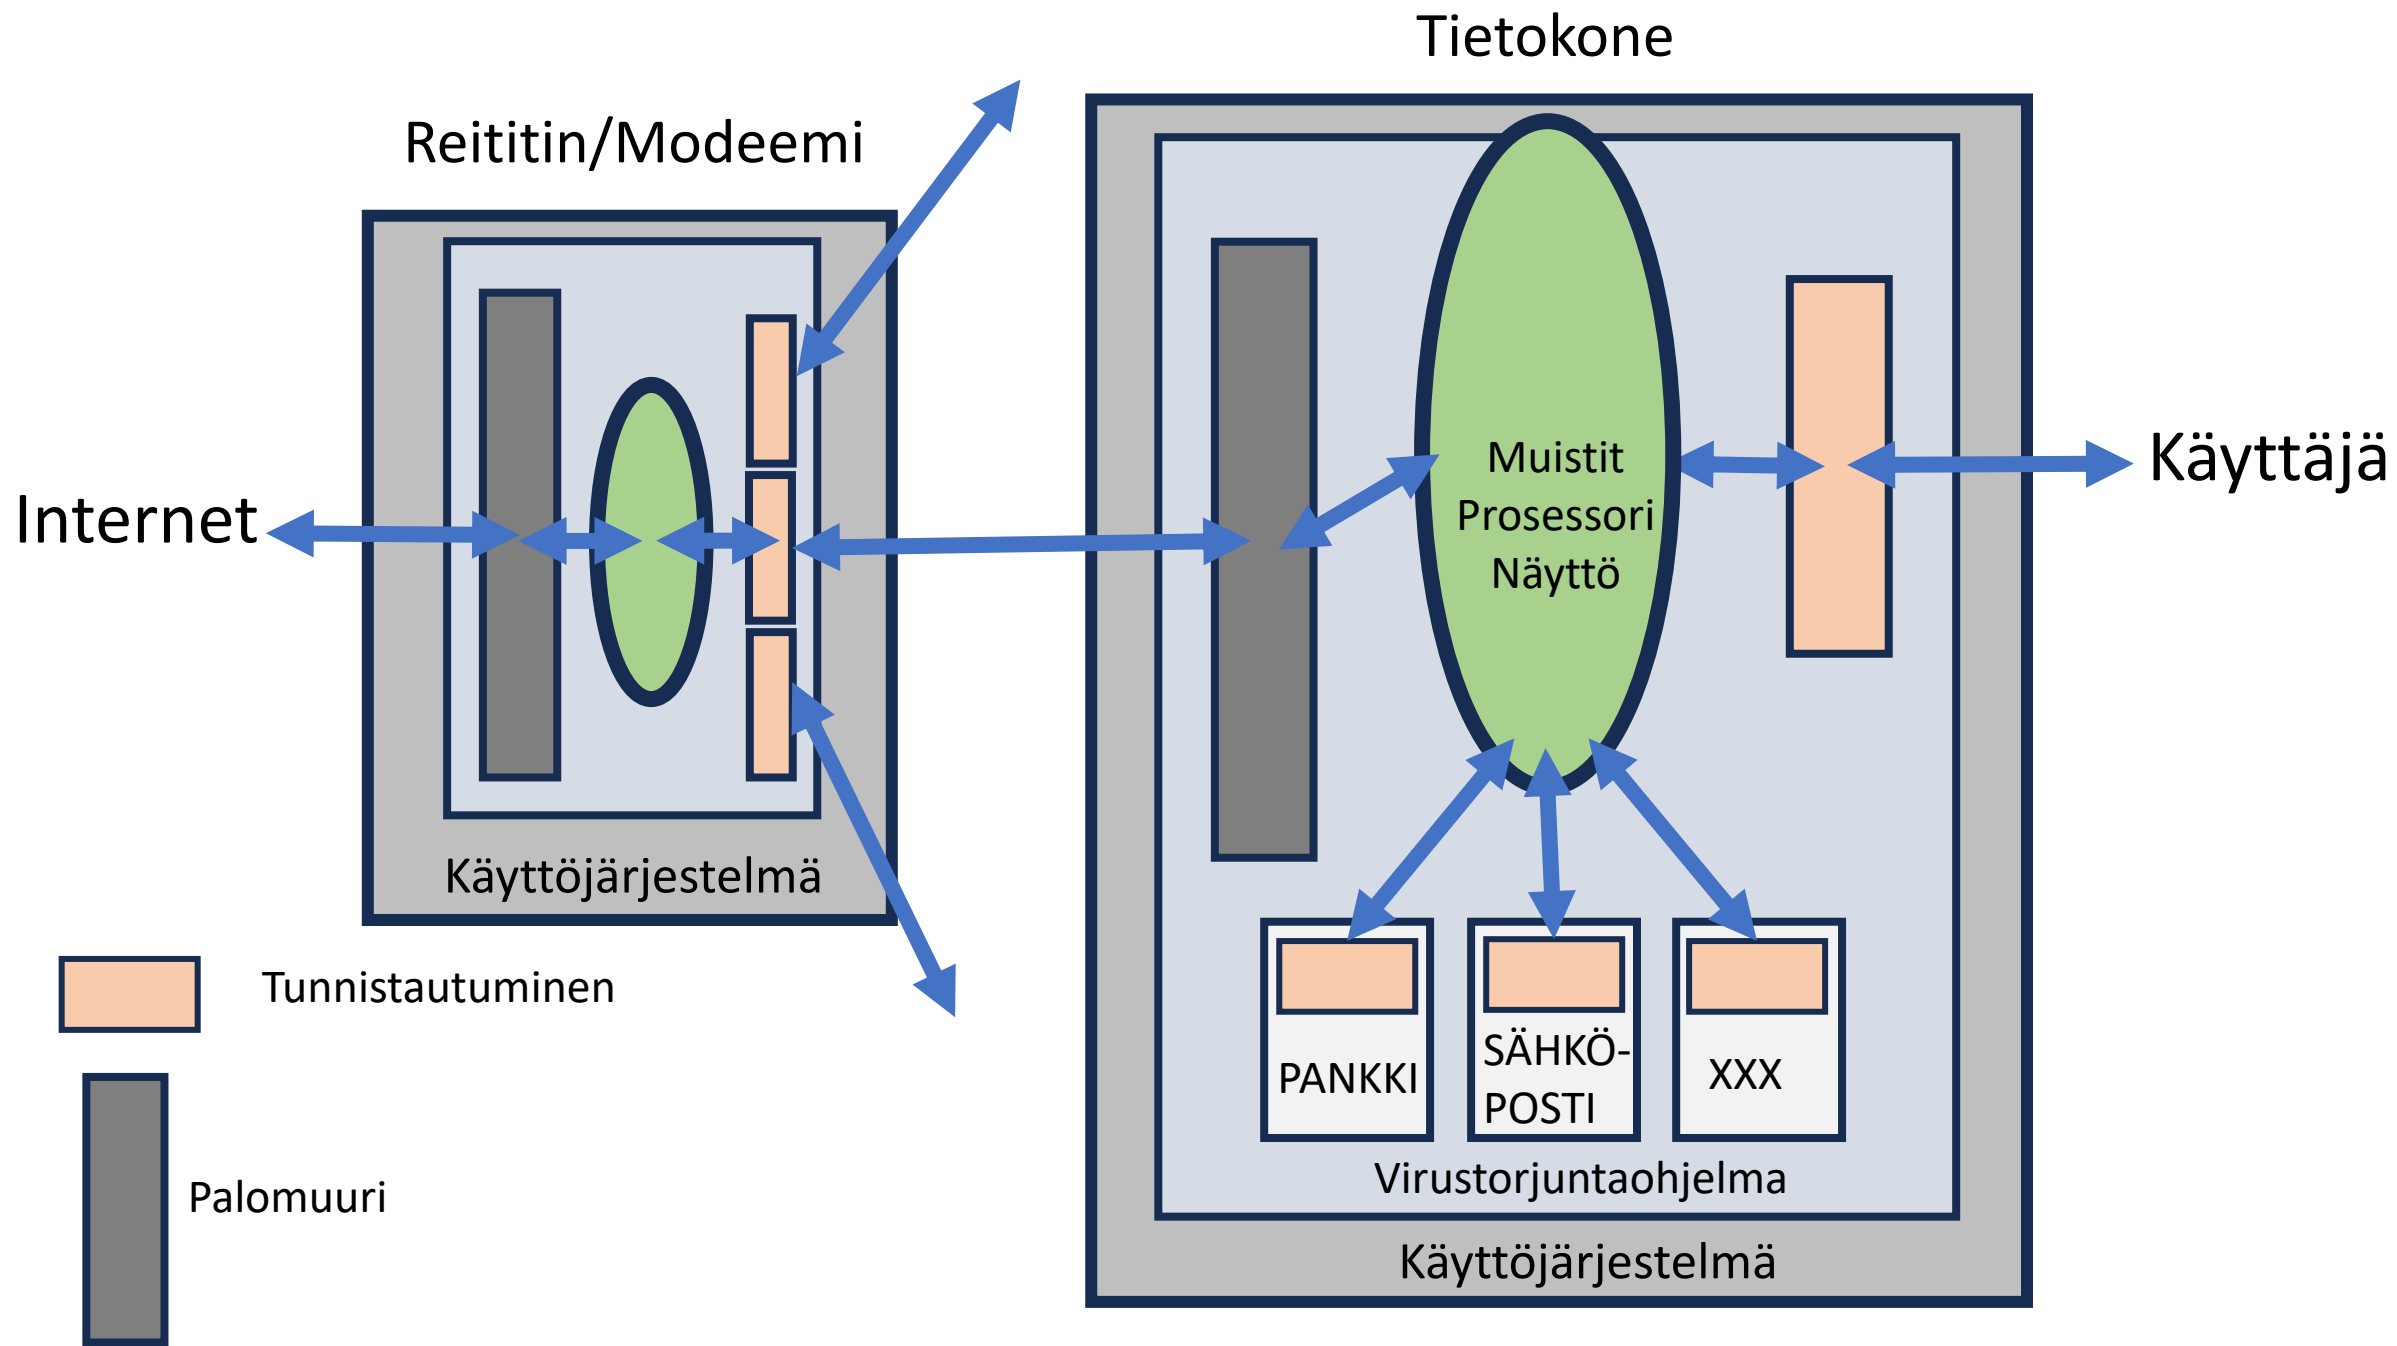 Tietokone
Reititin/Modeemi
Internet
Muistit
Prosessori
Näyttö
Käyttäjä
Käyttöjärjestelmä
Tunnistautuminen
Palomuuri
PANKKI
SÄHKÖ-
POSTI
XXX
Virustorjuntaohjelma
Käyttöjärjestelmä